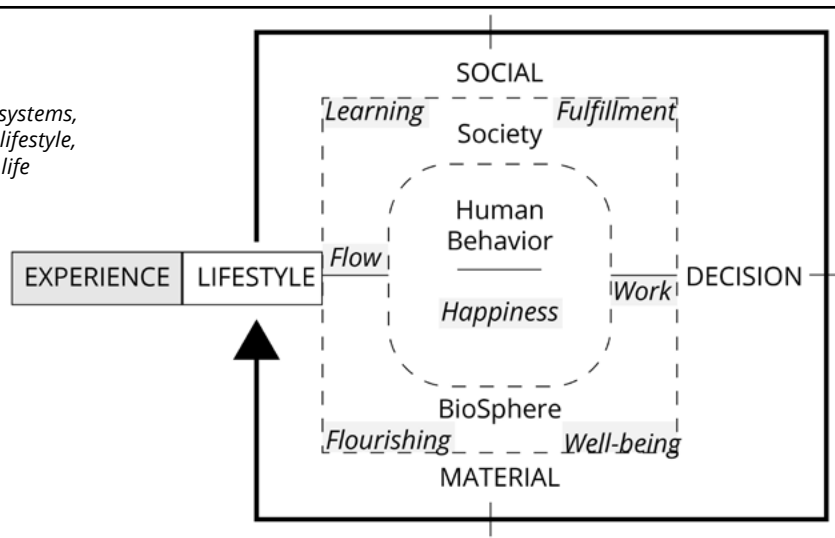 systems,
lifestyle,
life
SOCIAL
Learning
Fulfillment
Society
Human
Behavior
Flow
EXPERIENCE
LIFESTYLE
DECISION
Work
Happiness
BioSphere
Flourishing
Well-being
MATERIAL